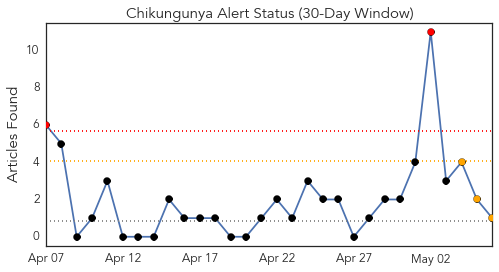 Chikungunya Alert Status (30-Day Window)
Articles Found
10
8
6
4
2
0
Apr 07
Apr 12
Apr 17
Apr 22
Apr 27
May 02